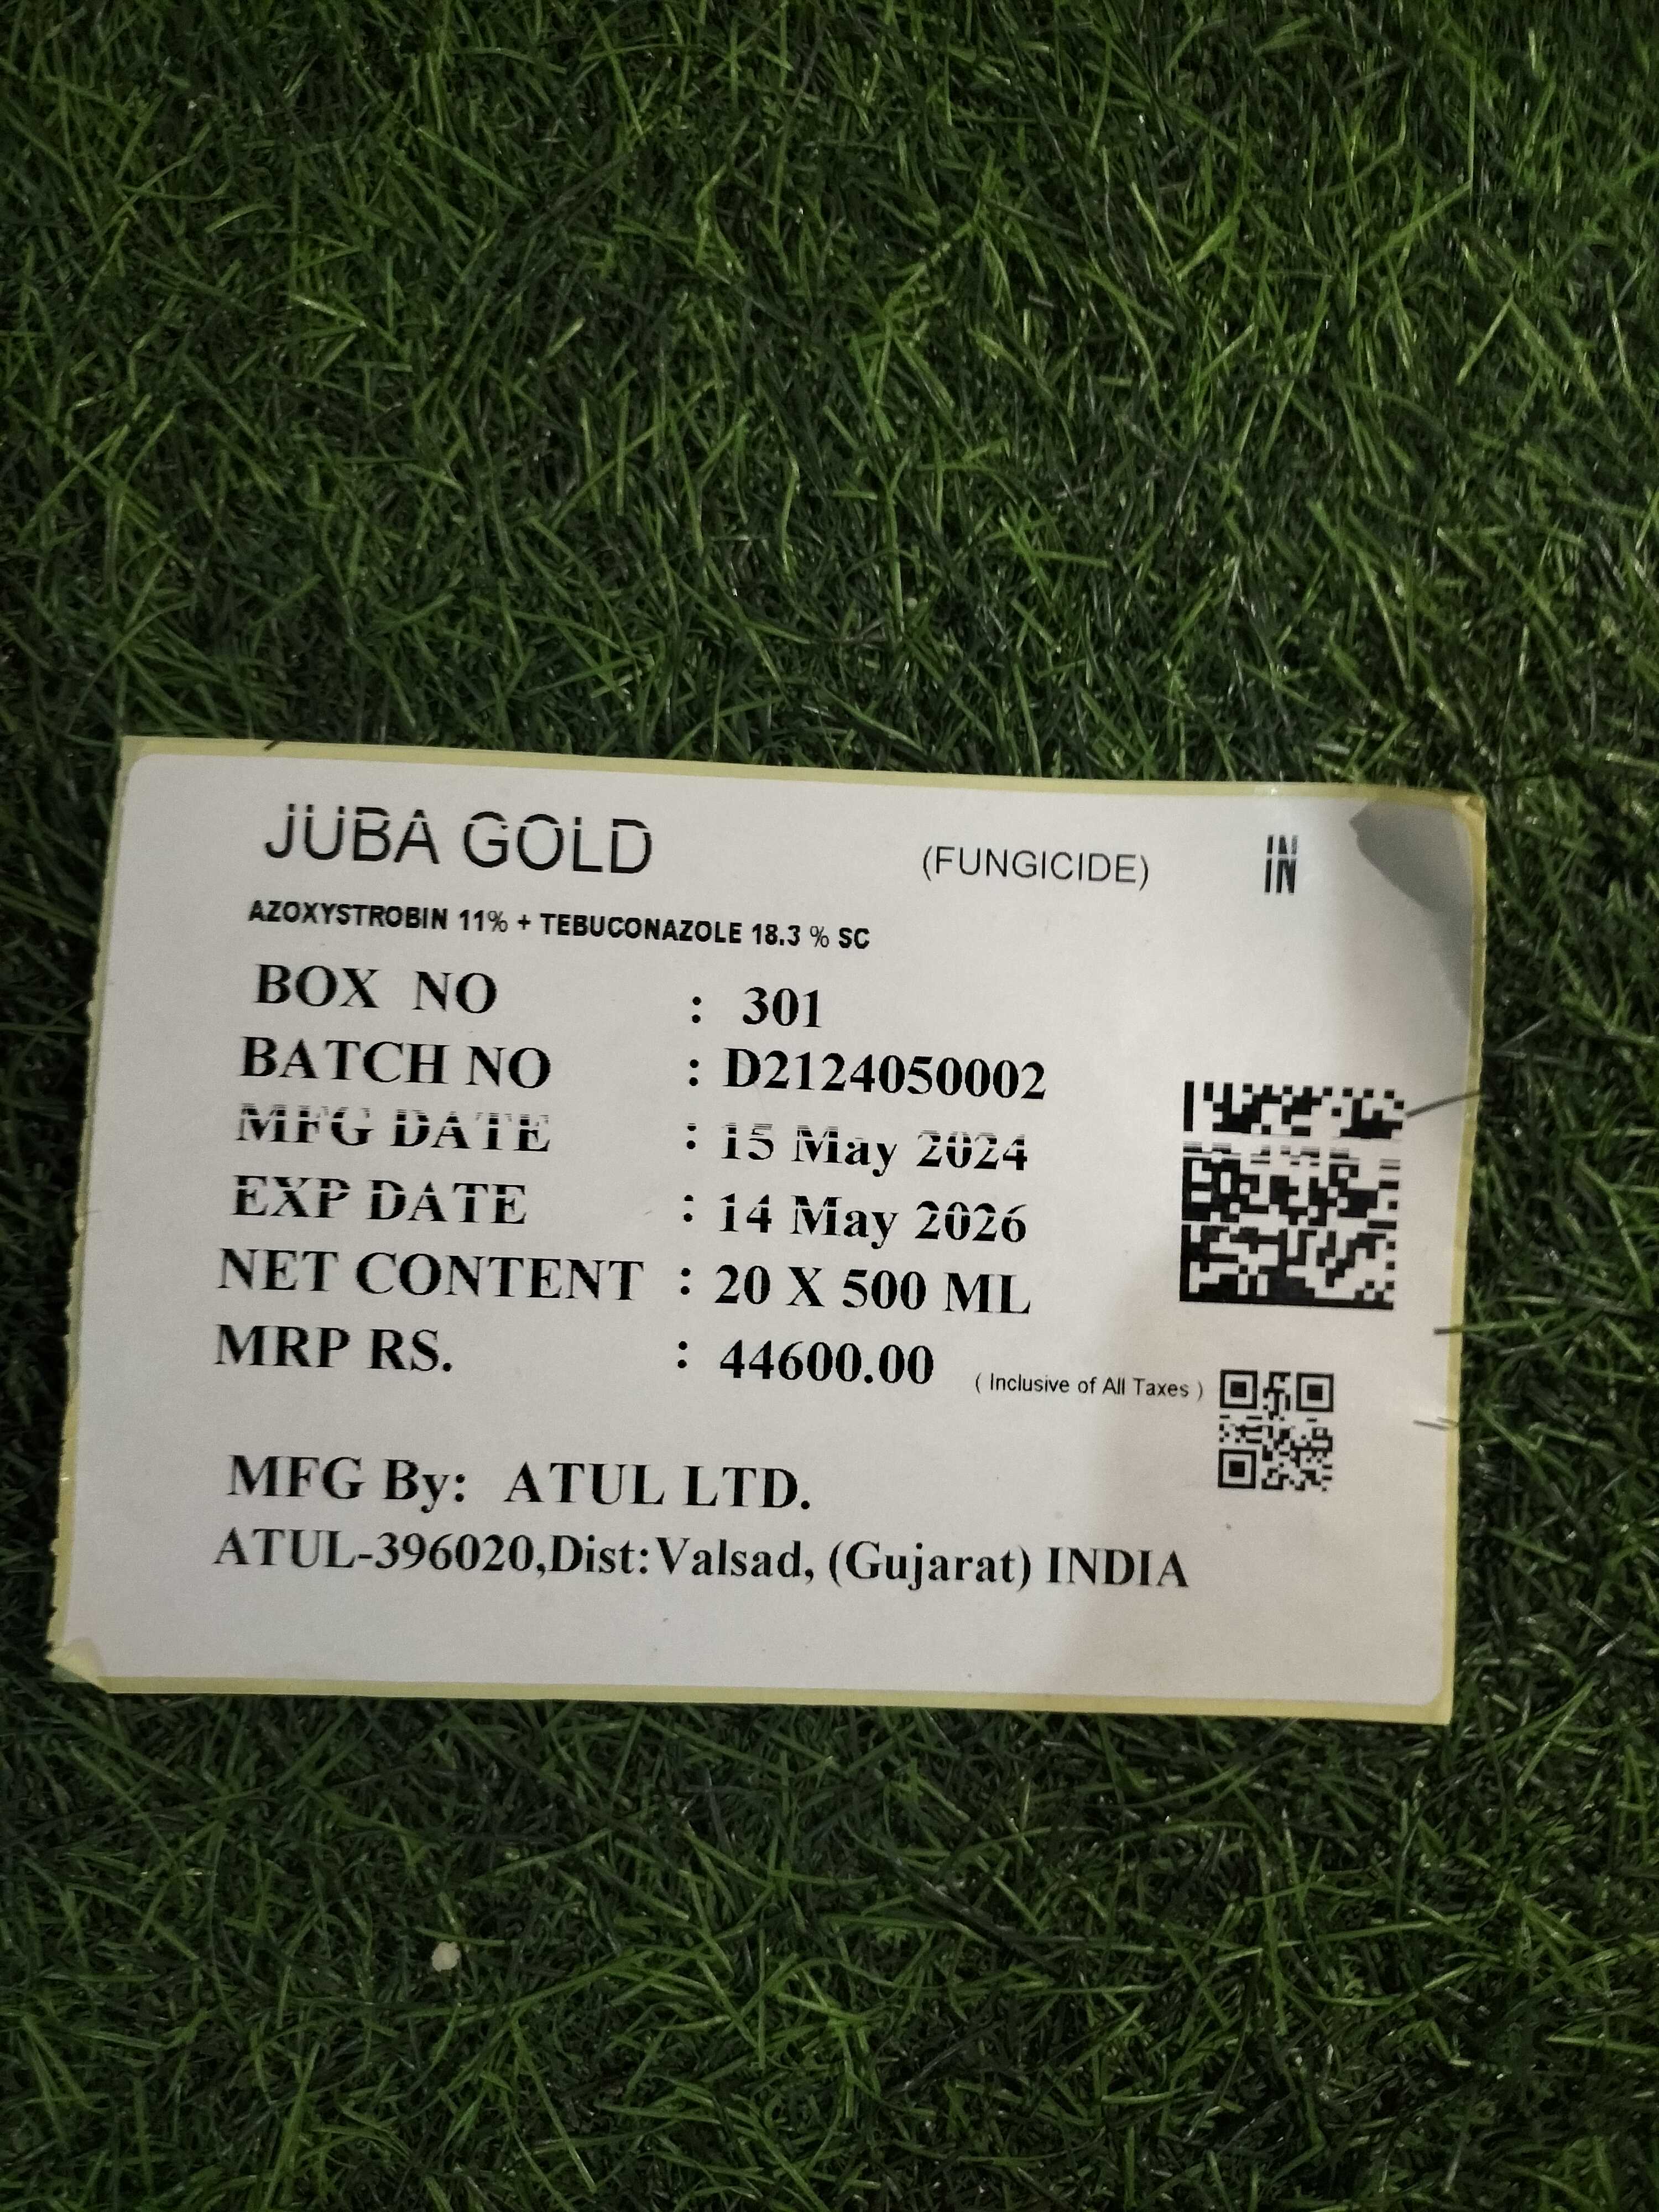 JUBA GOLD (FUNGICIDE) IN
AZOXYSTROBIN 11% + TEBUCONAZOLE 18.3 % SC
BOX NO : 301
BATCH NO : D2124050002
MFG DATE : 15 May 2024
EXP DATE : 14 May 2026
NET CONTENT : 20 X 500 ML
MRP RS. : 44600.00 ( Inclusive of All Taxes )
MFG By: ATUL LTD.
ATUL-396020,Dist:Valsad, (Gujarat) INDIA